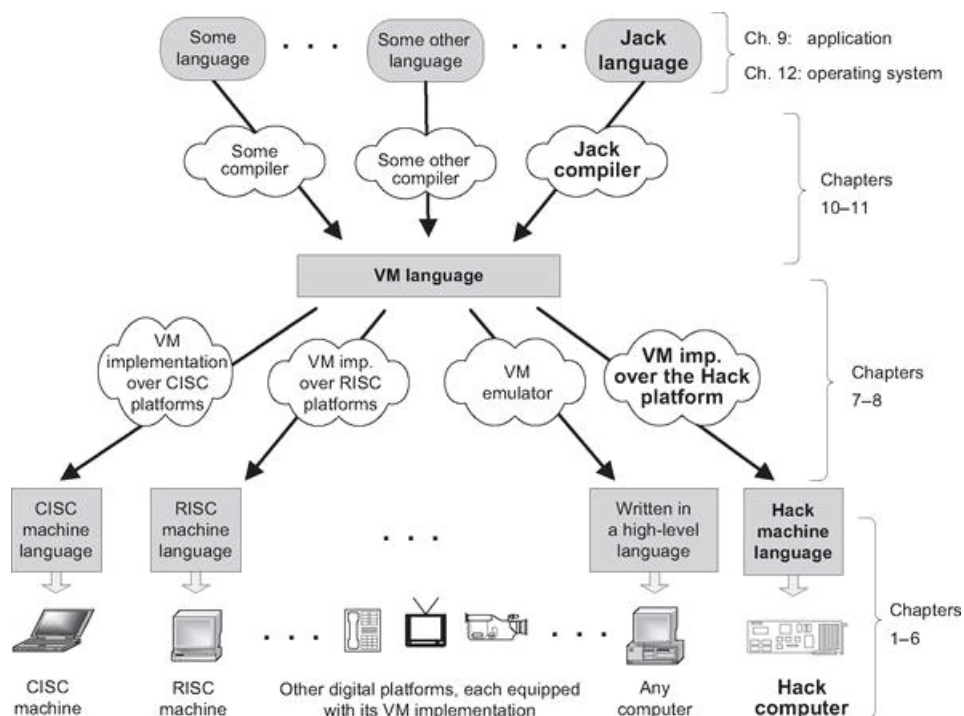 Some
language
. . .
Some other
language
. . .
Jack
language
Ch. 9: application
Ch. 12: operating system
Some
compiler
Some other
compiler
Jack
compiler
Chapters
10–11
VM language
VM
implementation
over CISC
platforms
VM imp.
over RISC
platforms
VM
emulator
VM imp.
over the Hack
platform
Chapters
7–8
CISC
machine
language
RISC
machine
language
. . .
Written in
a high-level
language
Hack
machine
language
Chapters
1–6
. . .
. . .
CISC
machine
RISC
machine
Other digital platforms, each equipped
with its VM implementation
Any
computer
Hack
computer